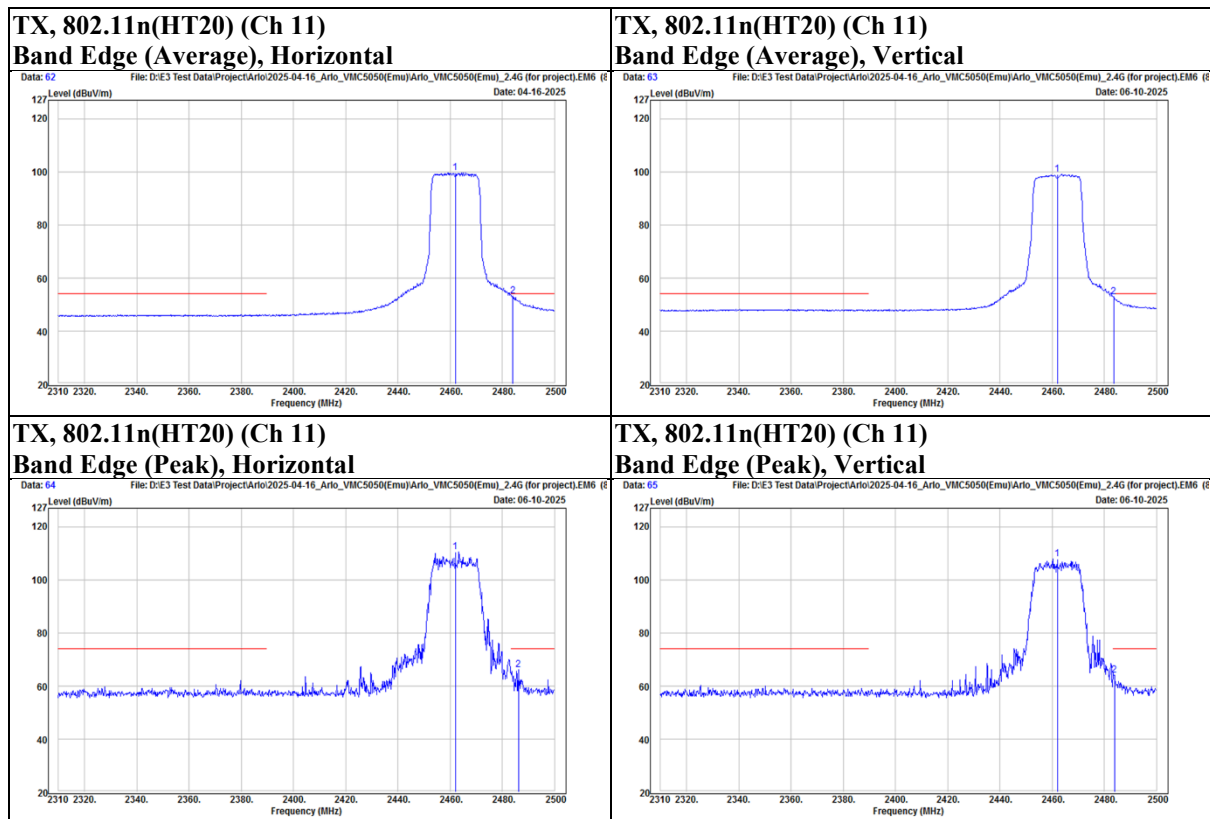 TX, 802.11n(HT20) (Ch 11)
Band Edge (Average), Horizontal
Data: 62 File: D:\E3 Test Data\Project\Arlo\2025-04-16_Arlo_VMC5050(Emu)\Arlo_VMC5050(Emu)_2.4G (for project).EM6 (
127 Level (dBuV/m) Date: 04-16-2025
120
100
1
80
60
2
40
20
2310 2320. 2340. 2360. 2380. 2400. 2420. 2440. 2460. 2480. 2500
Frequency (MHz)
TX, 802.11n(HT20) (Ch 11)
Band Edge (Average), Vertical
Data: 63 File: D:\E3 Test Data\Project\Arlo\2025-04-16_Arlo_VMC5050(Emu)\Arlo_VMC5050(Emu)_2.4G (for project).EM6 (
127 Level (dBuV/m) Date: 06-10-2025
120
100
1
80
60
2
40
20
2310 2320. 2340. 2360. 2380. 2400. 2420. 2440. 2460. 2480. 2500
Frequency (MHz)
TX, 802.11n(HT20) (Ch 11)
Band Edge (Peak), Horizontal
Data: 64 File: D:\E3 Test Data\Project\Arlo\2025-04-16_Arlo_VMC5050(Emu)\Arlo_VMC5050(Emu)_2.4G (for project).EM6 (
127 Level (dBuV/m) Date: 06-10-2025
120
1
100
80
2
60
40
20
2310 2320. 2340. 2360. 2380. 2400. 2420. 2440. 2460. 2480. 2500
Frequency (MHz)
TX, 802.11n(HT20) (Ch 11)
Band Edge (Peak), Vertical
Data: 65 File: D:\E3 Test Data\Project\Arlo\2025-04-16_Arlo_VMC5050(Emu)\Arlo_VMC5050(Emu)_2.4G (for project).EM6 (
127 Level (dBuV/m) Date: 06-10-2025
120
1
100
80
2
60
40
20
2310 2320. 2340. 2360. 2380. 2400. 2420. 2440. 2460. 2480. 2500
Frequency (MHz)